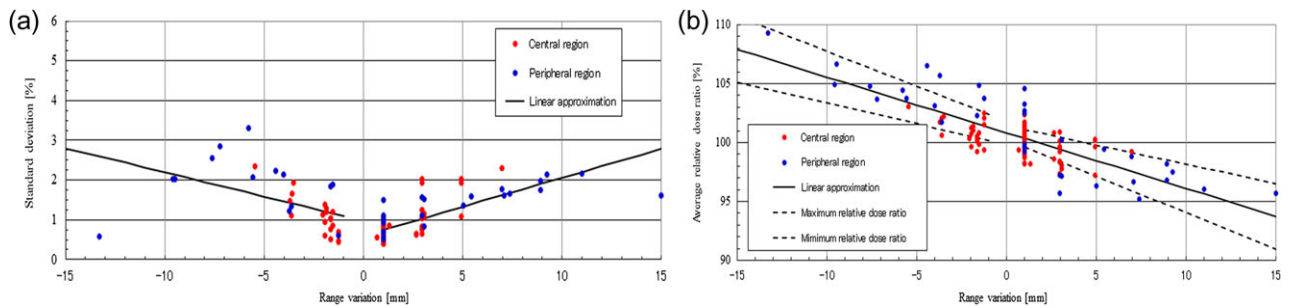 (a)
Standard deviation [%]
6
5
4
3
2
1
0
Central region
Peripheral region
Linear approximation
−15
−10
−5
0
5
10
15
Range variation [mm]
(b)
Average relative dose ratio [%]
110
105
100
95
90
Central region
Peripheral region
Linear approximation
Maximum relative dose ratio
Minimum relative dose ratio
−15
−10
−5
0
5
10
15
Range variation [mm]